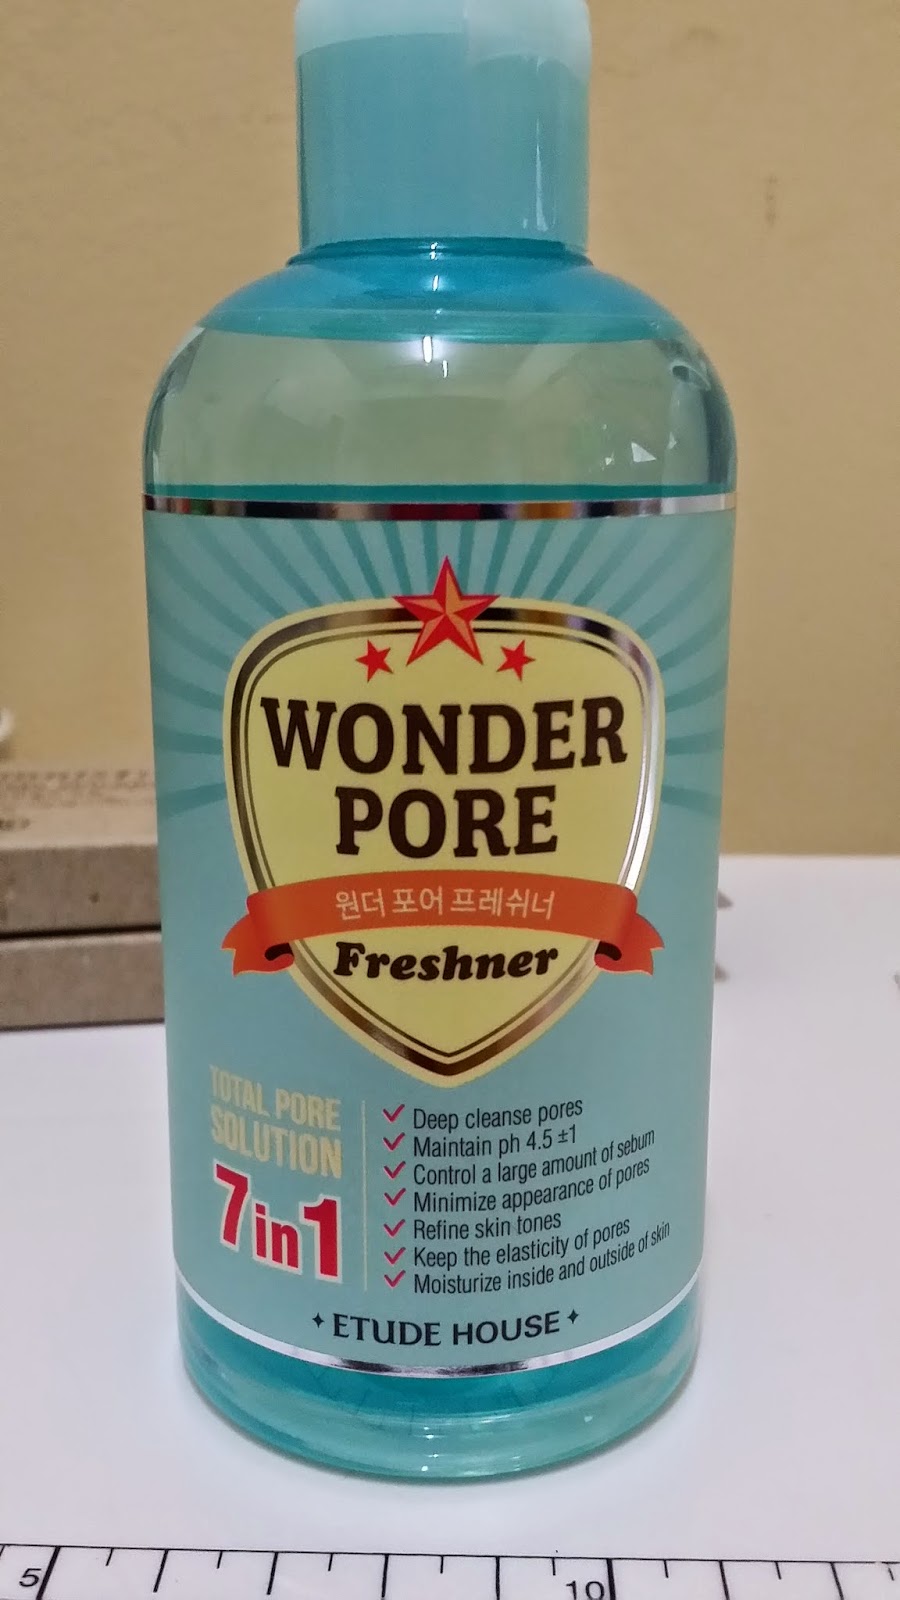 WONDER
PORE
원더 포어 프레쉬너
Freshner
TOTAL PORE
SOLUTION
7in1
Deep cleanse pores
Maintain ph 4.5 ±1
Control a large amount of sebum
Minimize appearance of pores
Refine skin tones
Keep the elasticity of pores
Moisturize inside and outside of skin
ETUDE HOUSE
5 10